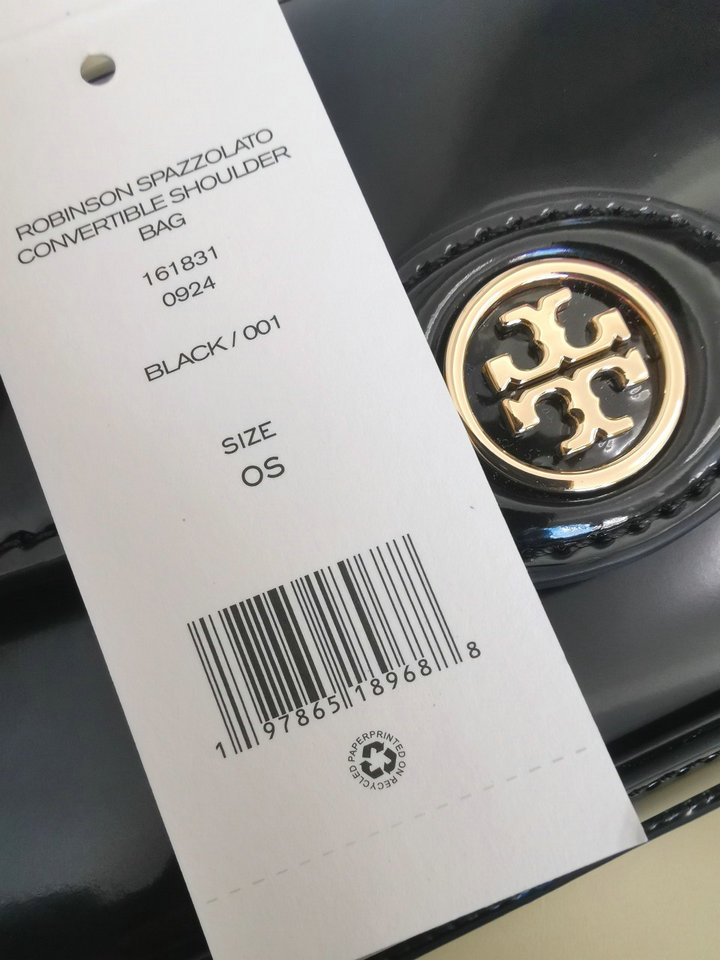 ROBINSON SPAZZOLATO
CONVERTIBLE SHOULDER
BAG
161831
0924
BLACK / 001
SIZE
OS
1 97865 18968 8
PRINTED ON RECYCLED PAPER